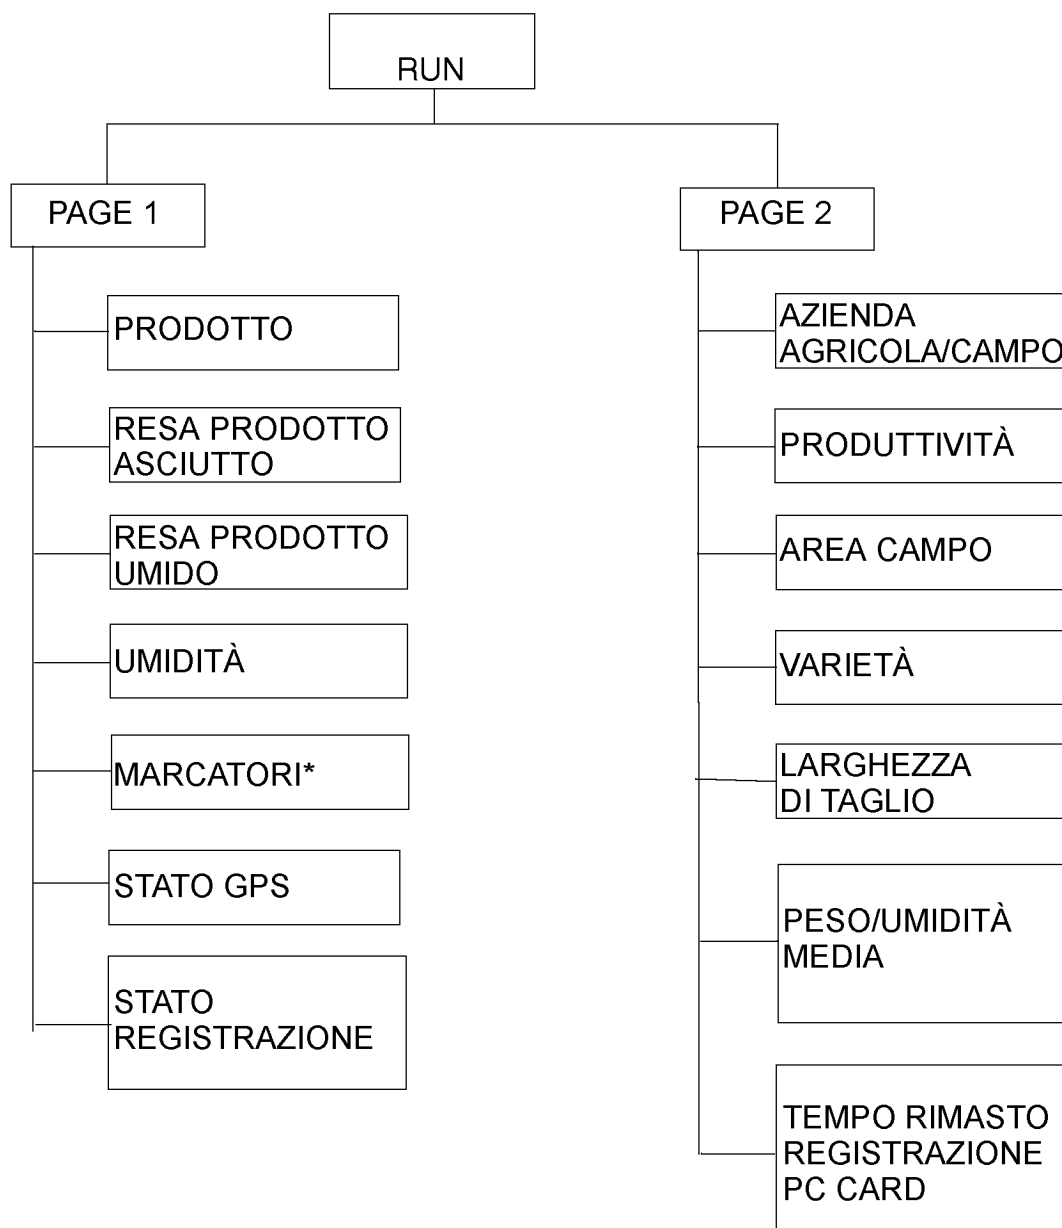 RUN
PAGE 1
PRODOTTO
RESA PRODOTTO
ASCIUTTO
RESA PRODOTTO
UMIDO
UMIDITÀ
MARCATORI*
STATO GPS
STATO
REGISTRAZIONE
PAGE 2
AZIENDA
AGRICOLA/CAMPO
PRODUTTIVITÀ
AREA CAMPO
VARIETÀ
LARGHEZZA
DI TAGLIO
PESO/UMIDITÀ
MEDIA
TEMPO RIMASTO
REGISTRAZIONE
PC CARD